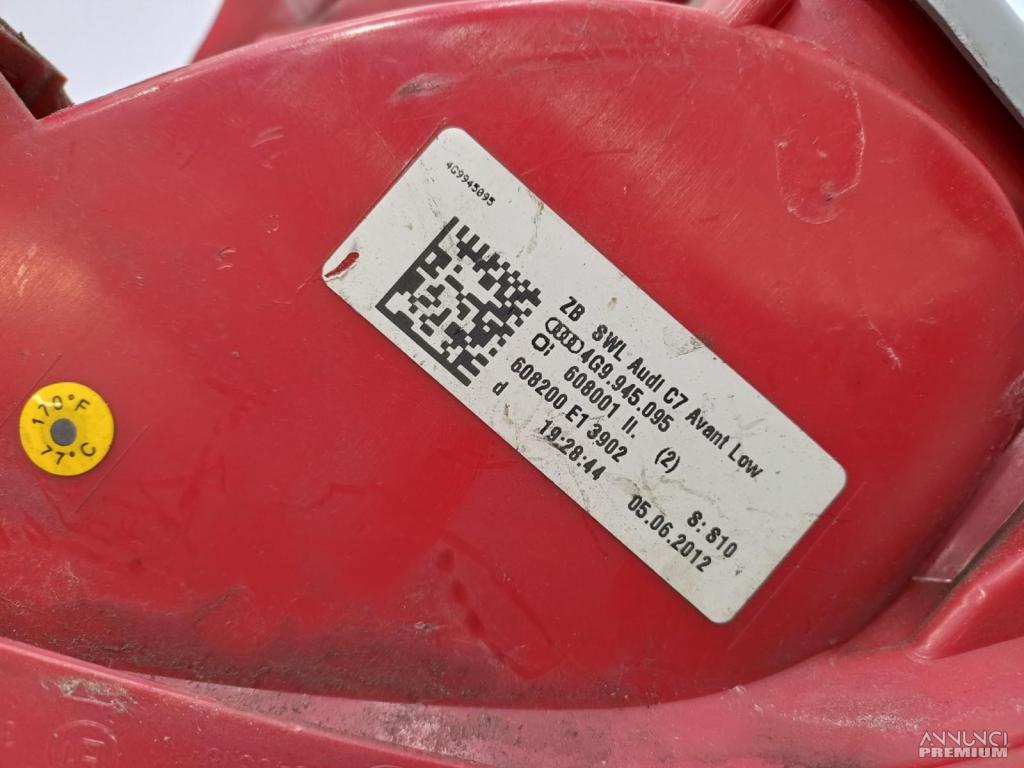 4G9945095
ZB SWL Audi C7 Avant Low
4G9.945.095
608001 II. (2)
608200 E1 3902 S: S10
d 19:28:44 05.06.2012
170°F
77°C
ANNUNCI
PREMIUM